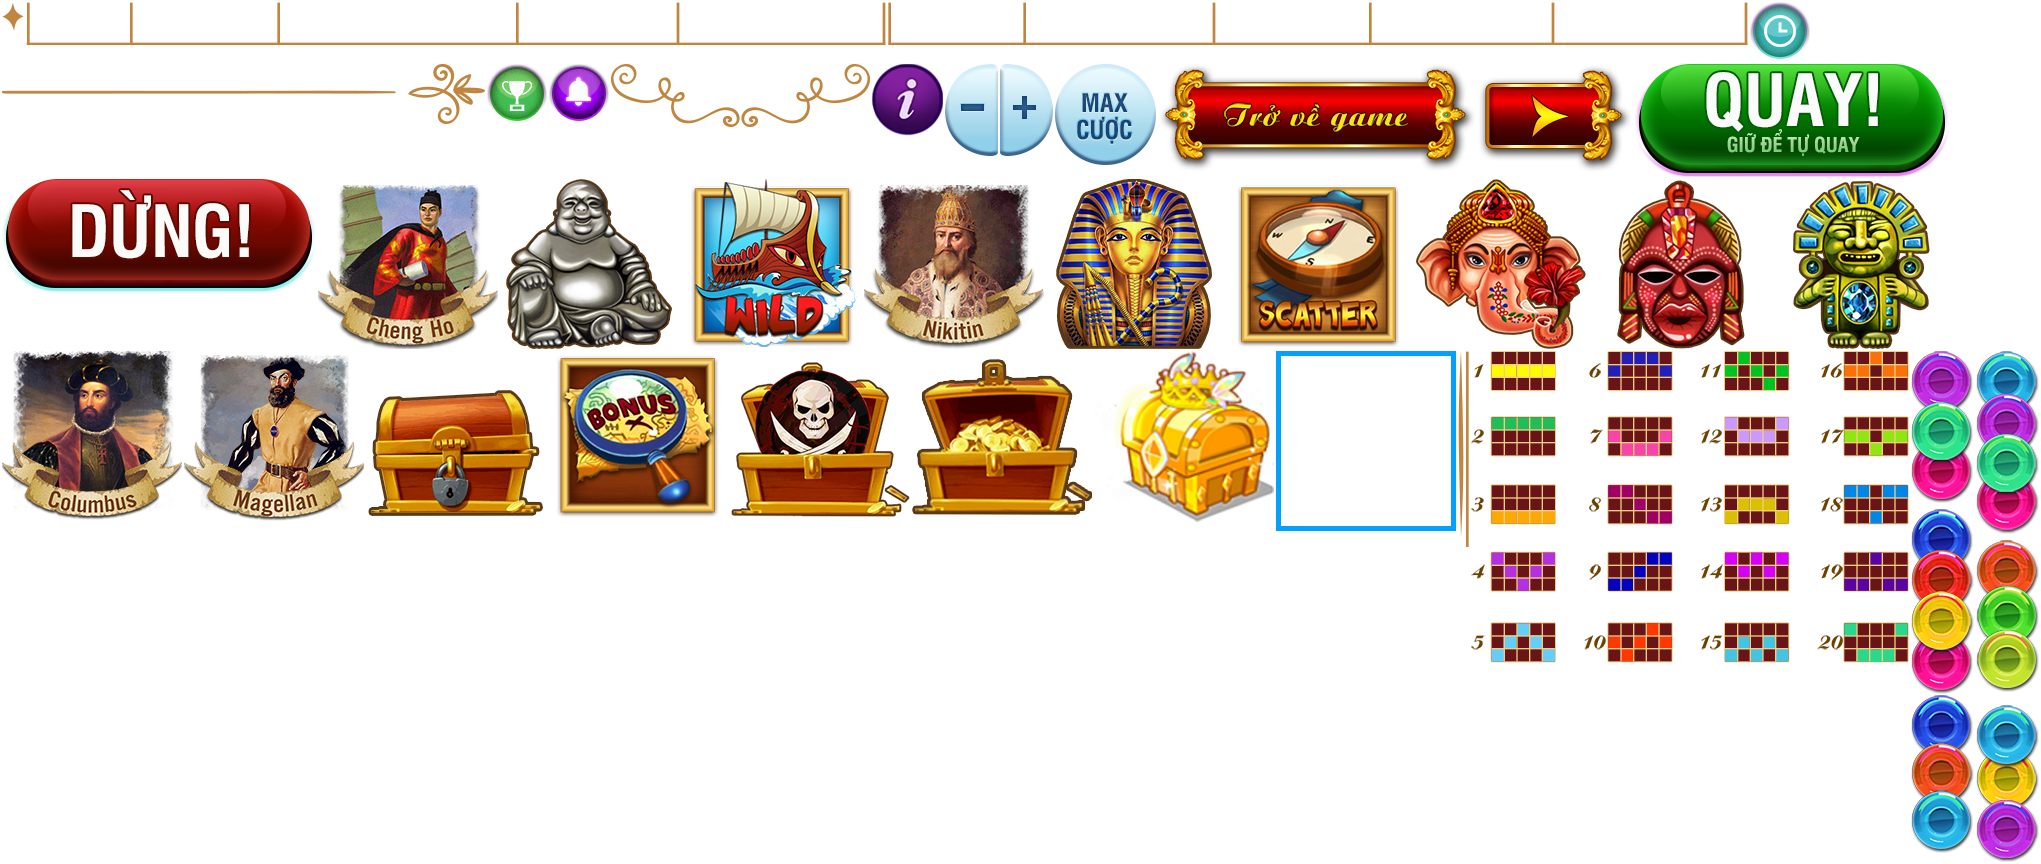 i
MAX
CƯỢC
Trở về game
QUAY!
GIỮ ĐỂ TỰ QUAY
DỪNG!
Cheng Ho
WILD
Nikitin
N
W
E
S
SCATTER
Columbus
Magellan
BONUS
X
1
6
11
16
2
7
12
17
3
8
13
18
4
9
14
19
5
10
15
20